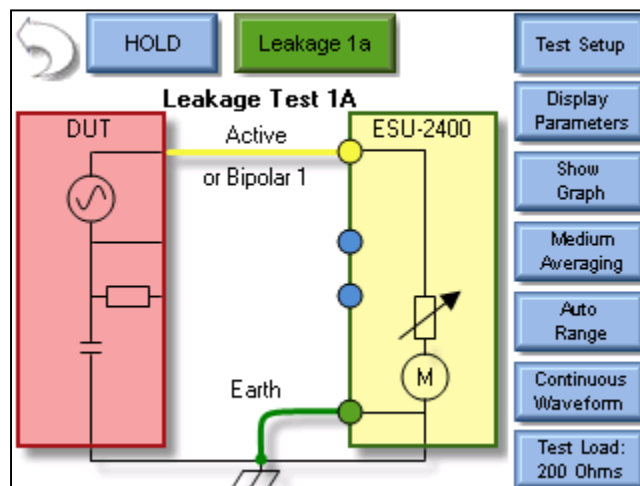 HOLD
Leakage 1a
Test Setup
Leakage Test 1A
Display
Parameters
DUT
Active
or Bipolar 1
ESU-2400
Show
Graph
Medium
Averaging
Auto
Range
M
Earth
Continuous
Waveform
Test Load:
200 Ohms